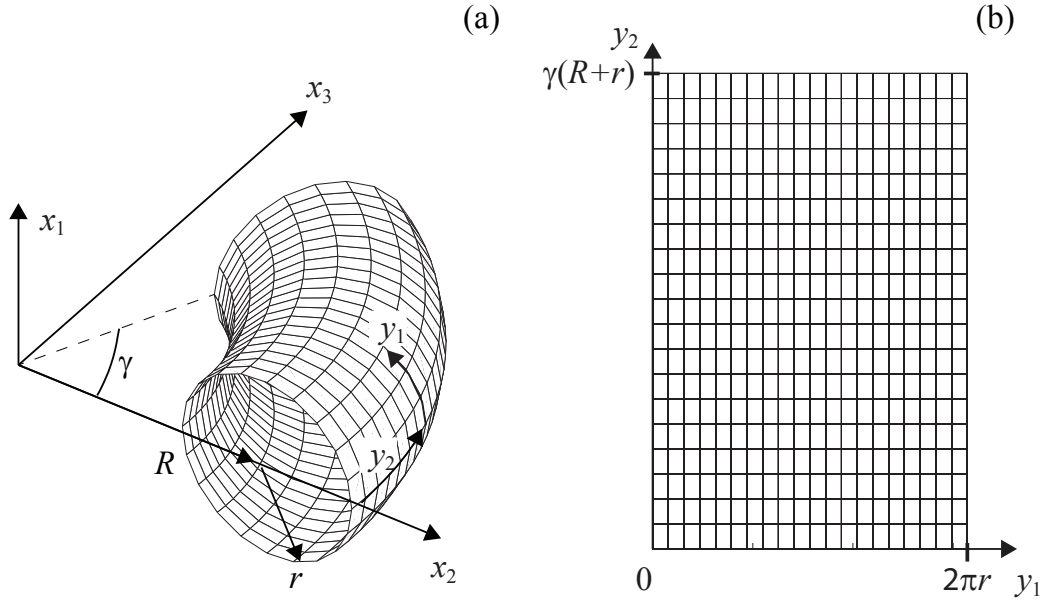 (a)
x₃
x₁
γ
y₁
y₂
R
r
x₂
(b)
y₂
γ(R+r)
0
2πr
y₁